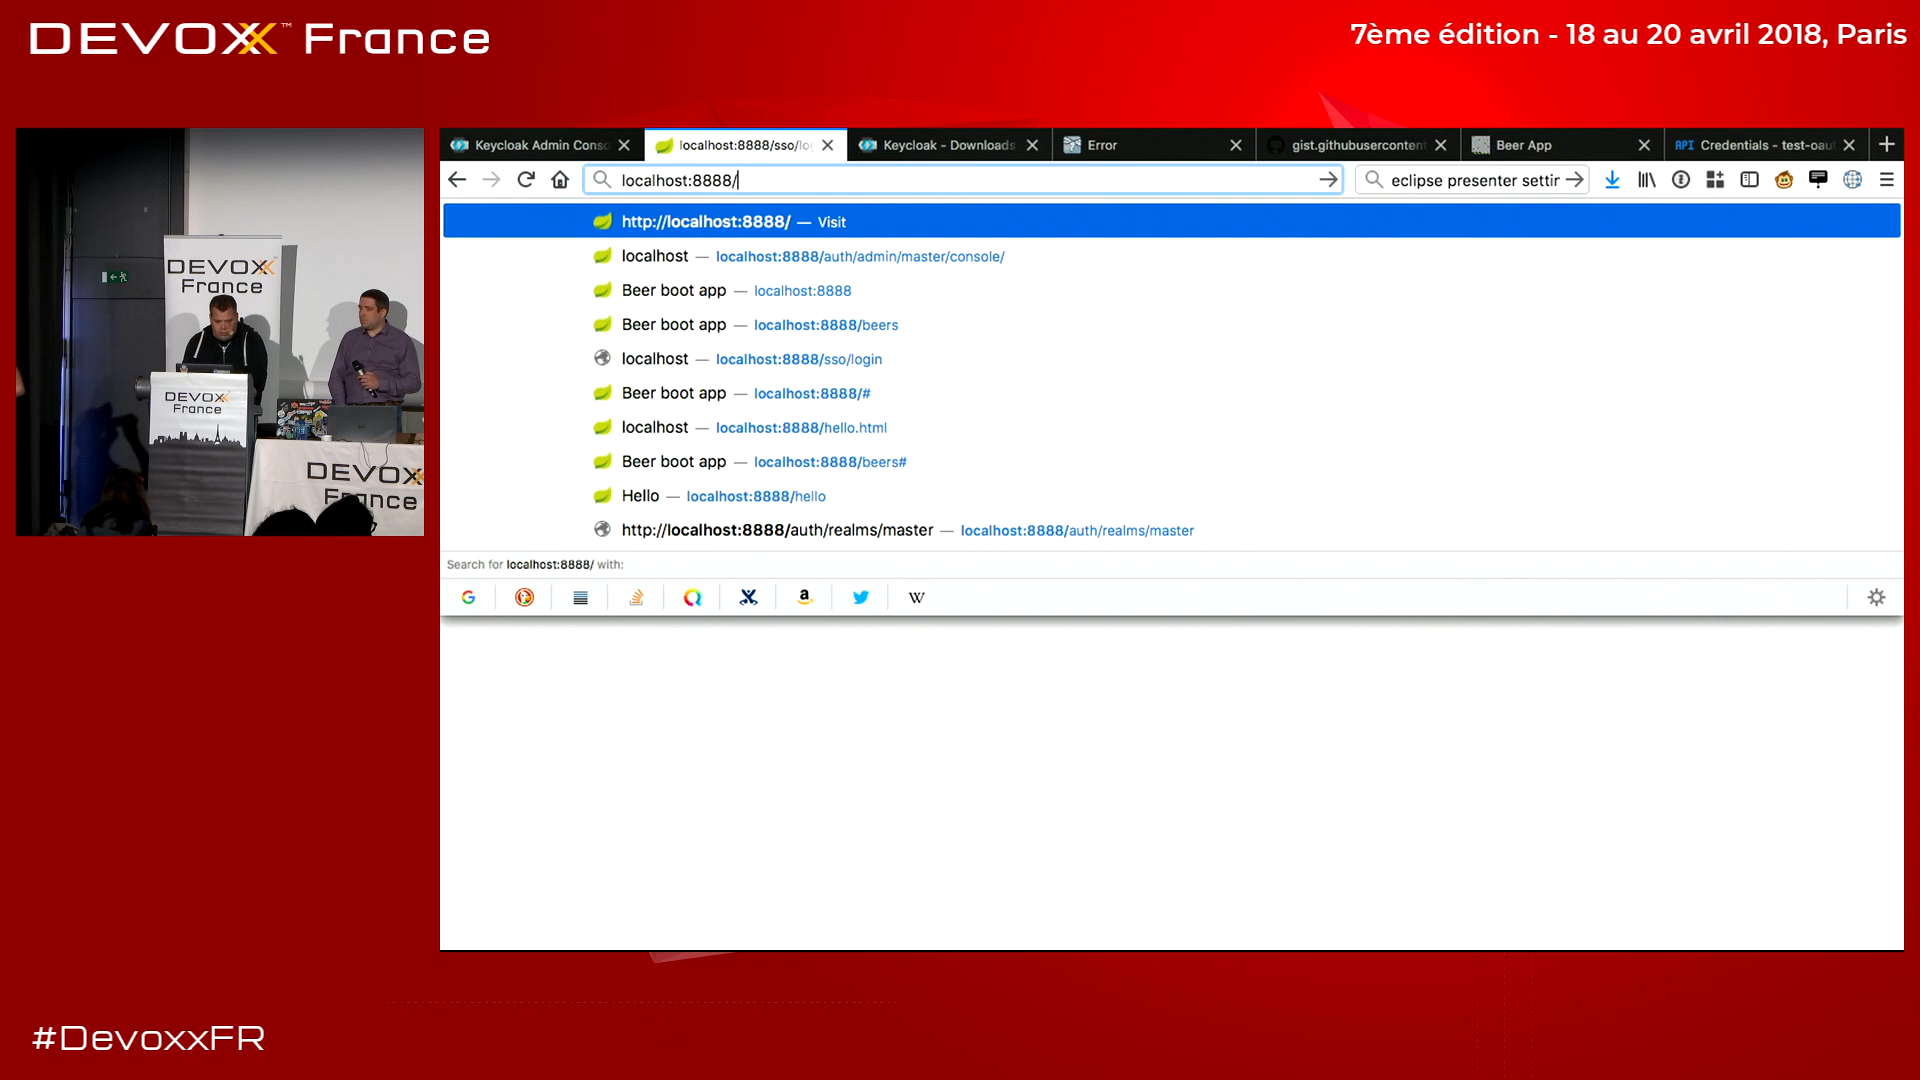 DEVOXX™ France
7ème édition - 18 au 20 avril 2018, Paris
DEVOXX
France
DEVOXX
France
DEVOXX
France
Keycloak Admin Conso
localhost:8888/sso/lo
Keycloak - Downloads
Error
gist.githubusercontent
Beer App
API Credentials - test-oaut
localhost:8888/
eclipse presenter settir
http://localhost:8888/ — Visit
localhost — localhost:8888/auth/admin/master/console/
Beer boot app — localhost:8888
Beer boot app — localhost:8888/beers
localhost — localhost:8888/sso/login
Beer boot app — localhost:8888/#
localhost — localhost:8888/hello.html
Beer boot app — localhost:8888/beers#
Hello — localhost:8888/hello
http://localhost:8888/auth/realms/master — localhost:8888/auth/realms/master
Search for localhost:8888/ with:
#DevoxxFR